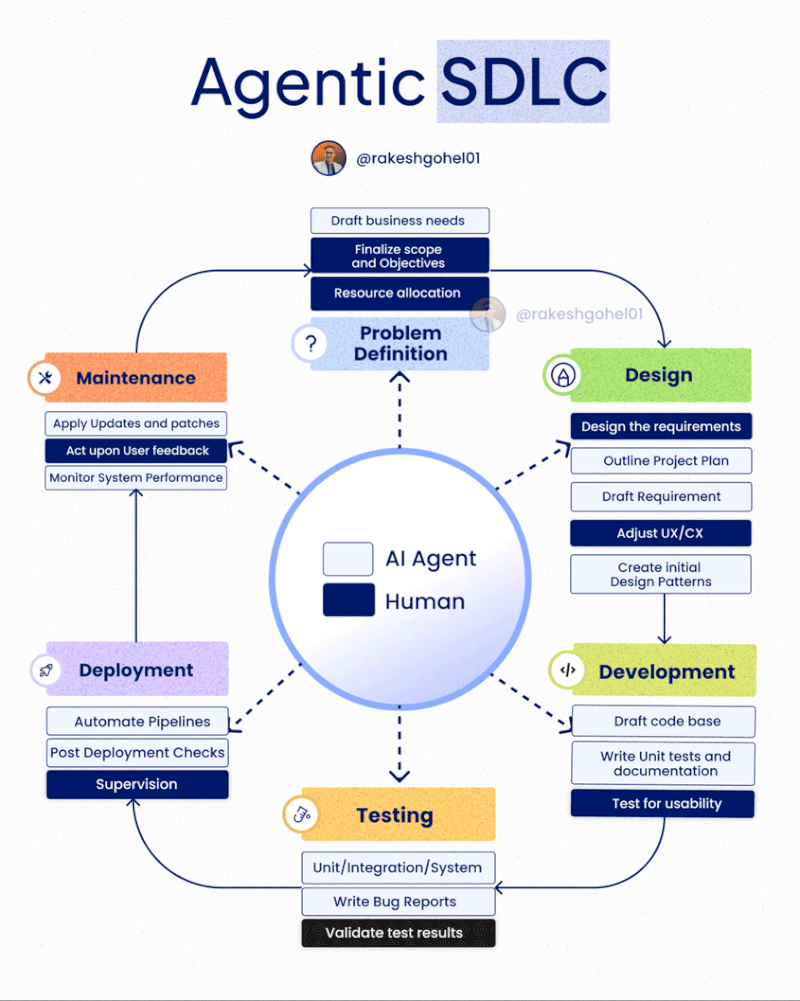 Agentic SDLC
@rakeshgohel01
Draft business needs
Finalize scope
and Objectives
Resource allocation
@rakeshgohel01
?
Problem
Definition
Maintenance
Apply Updates and patches
Act upon User feedback
Monitor System Performance
Design
Design the requirements
Outline Project Plan
Draft Requirement
Adjust UX/CX
Create initial
Design Patterns
AI Agent
Human
Deployment
Automate Pipelines
Post Deployment Checks
Supervision
</>
Development
Draft code base
Write Unit tests and
documentation
Test for usability
Testing
Unit/Integration/System
Write Bug Reports
Validate test results